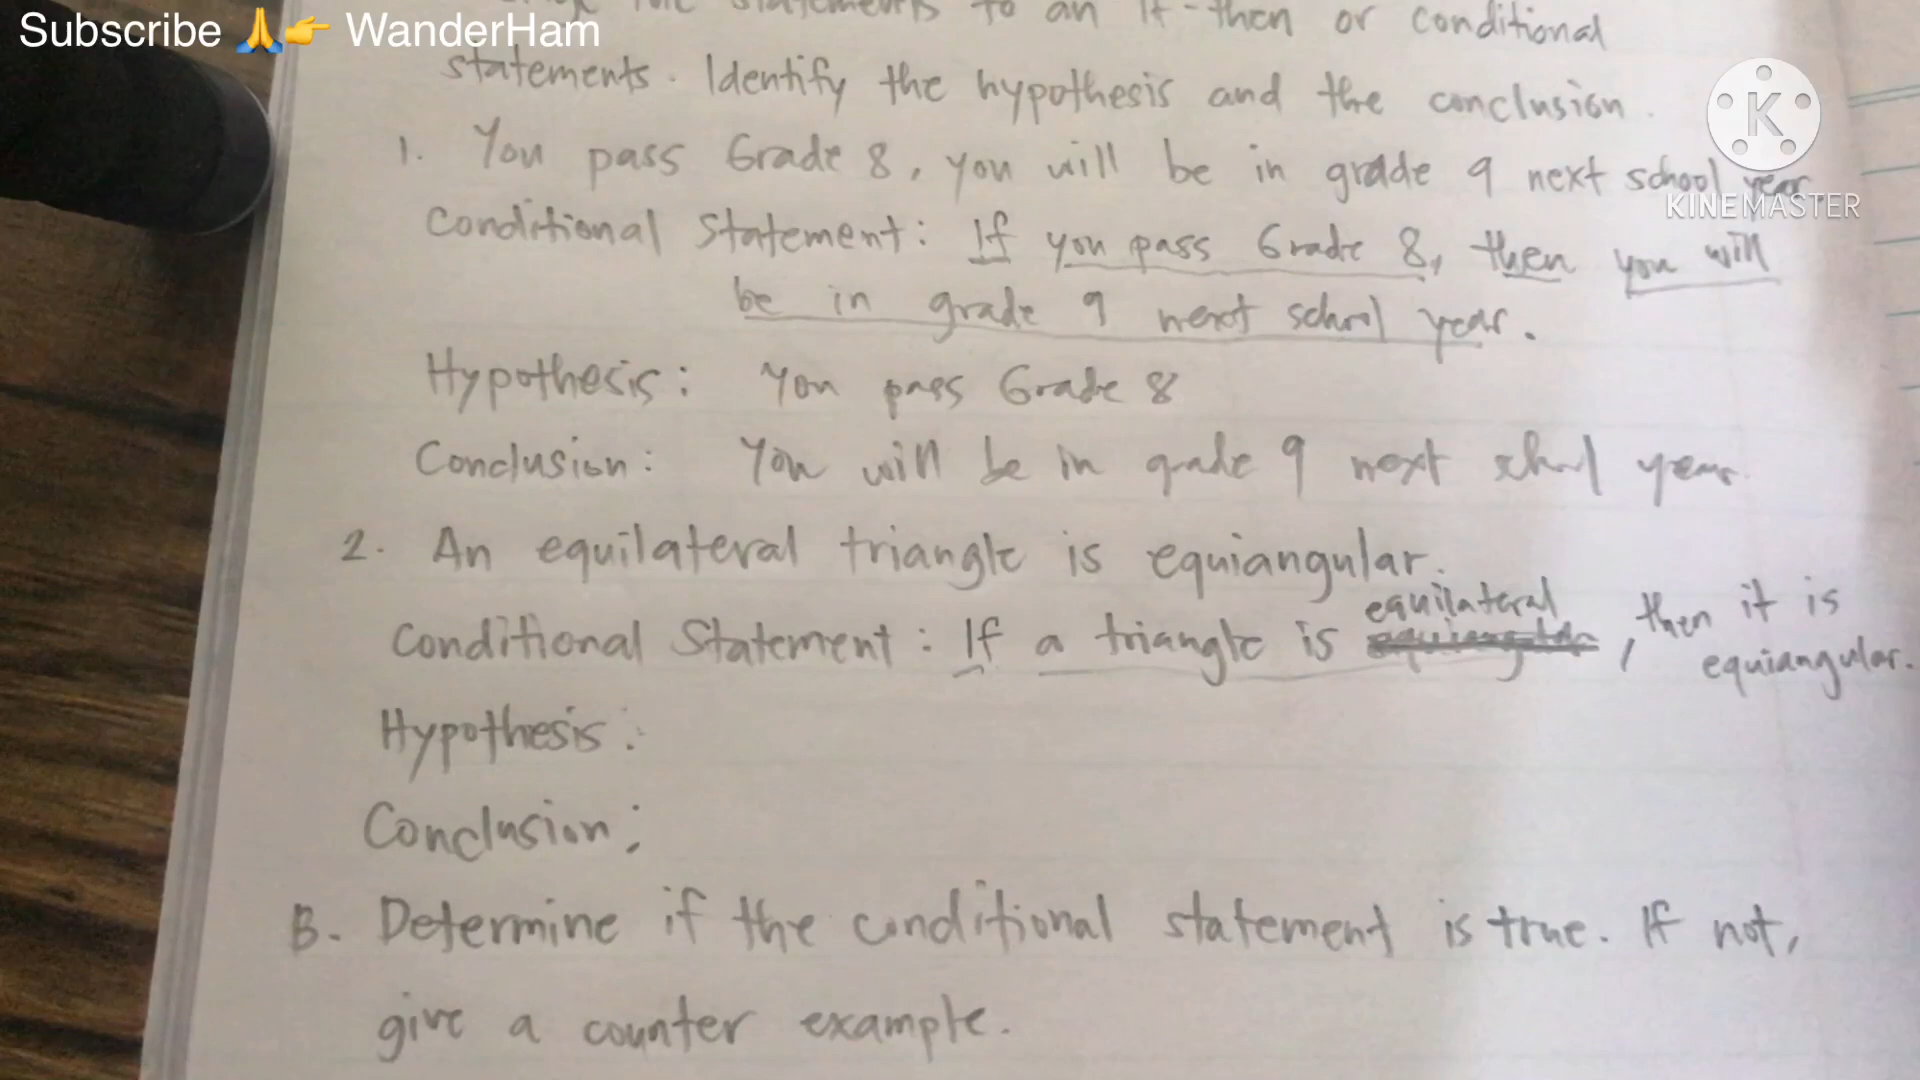 Subscribe 🙏👉 WanderHam
the statements to an If-then or conditional
statements. Identify the hypothesis and the conclusion.
1. You pass Grade 8, you will be in grade 9 next school year
Conditional Statement: If you pass Grade 8, then you will
be in grade 9 next school year.
Hypothesis: You pass Grade 8
Conclusion: You will be in grade 9 next school year
2. An equilateral triangle is equiangular.
Conditional Statement: If a triangle is equilateral, then it is
equiangular.
Hypothesis:
Conclusion:
B. Determine if the conditional statement is true. If not,
give a counter example.
K
KINEMASTER